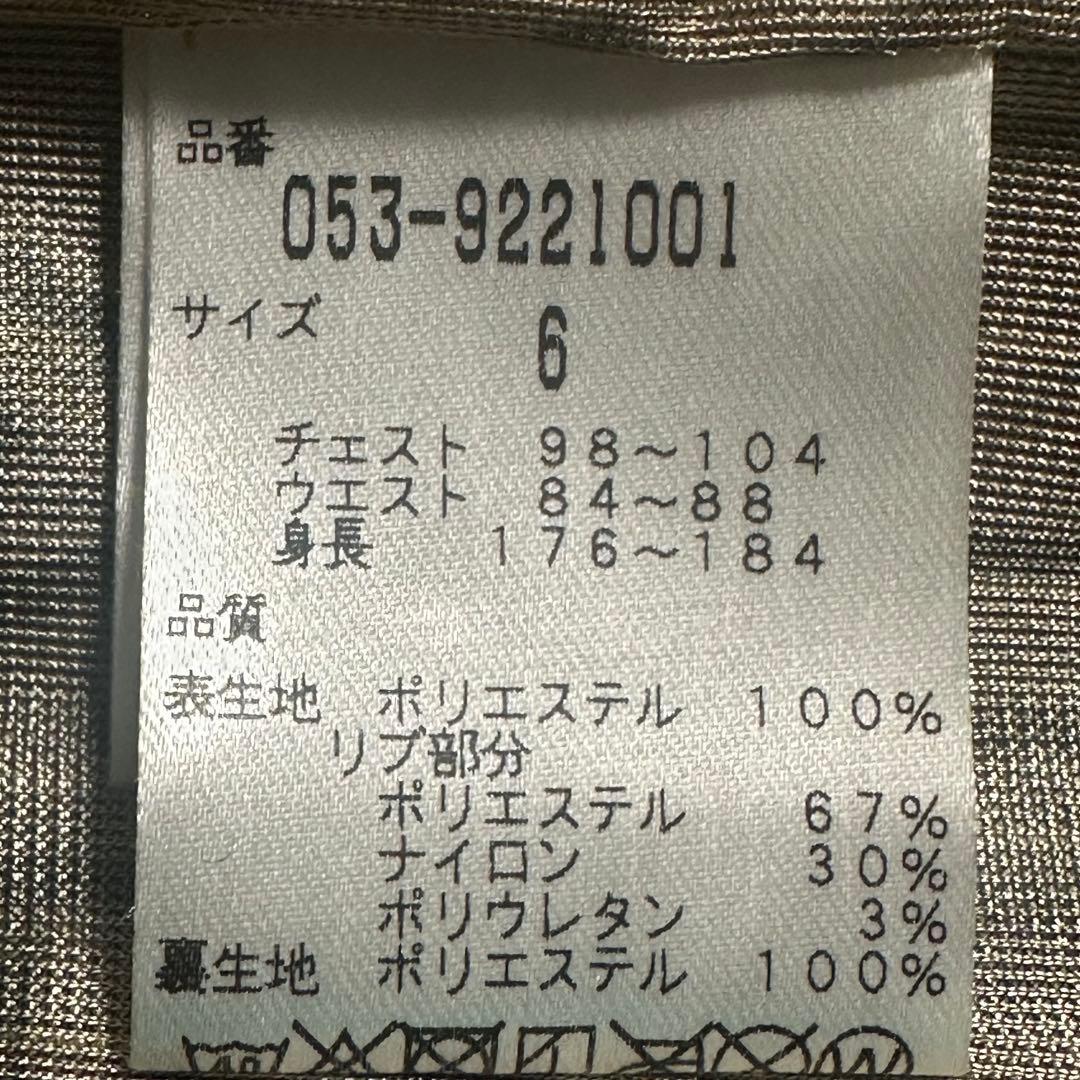 品番
053-9221001
サイズ 6
チェスト 98~104
ウエスト 84~88
身長 176~184
品質
表生地 ポリエステル 100%
リブ部分
ポリエステル 67%
ナイロン 30%
ポリウレタン 3%
裏生地 ポリエステル 100%